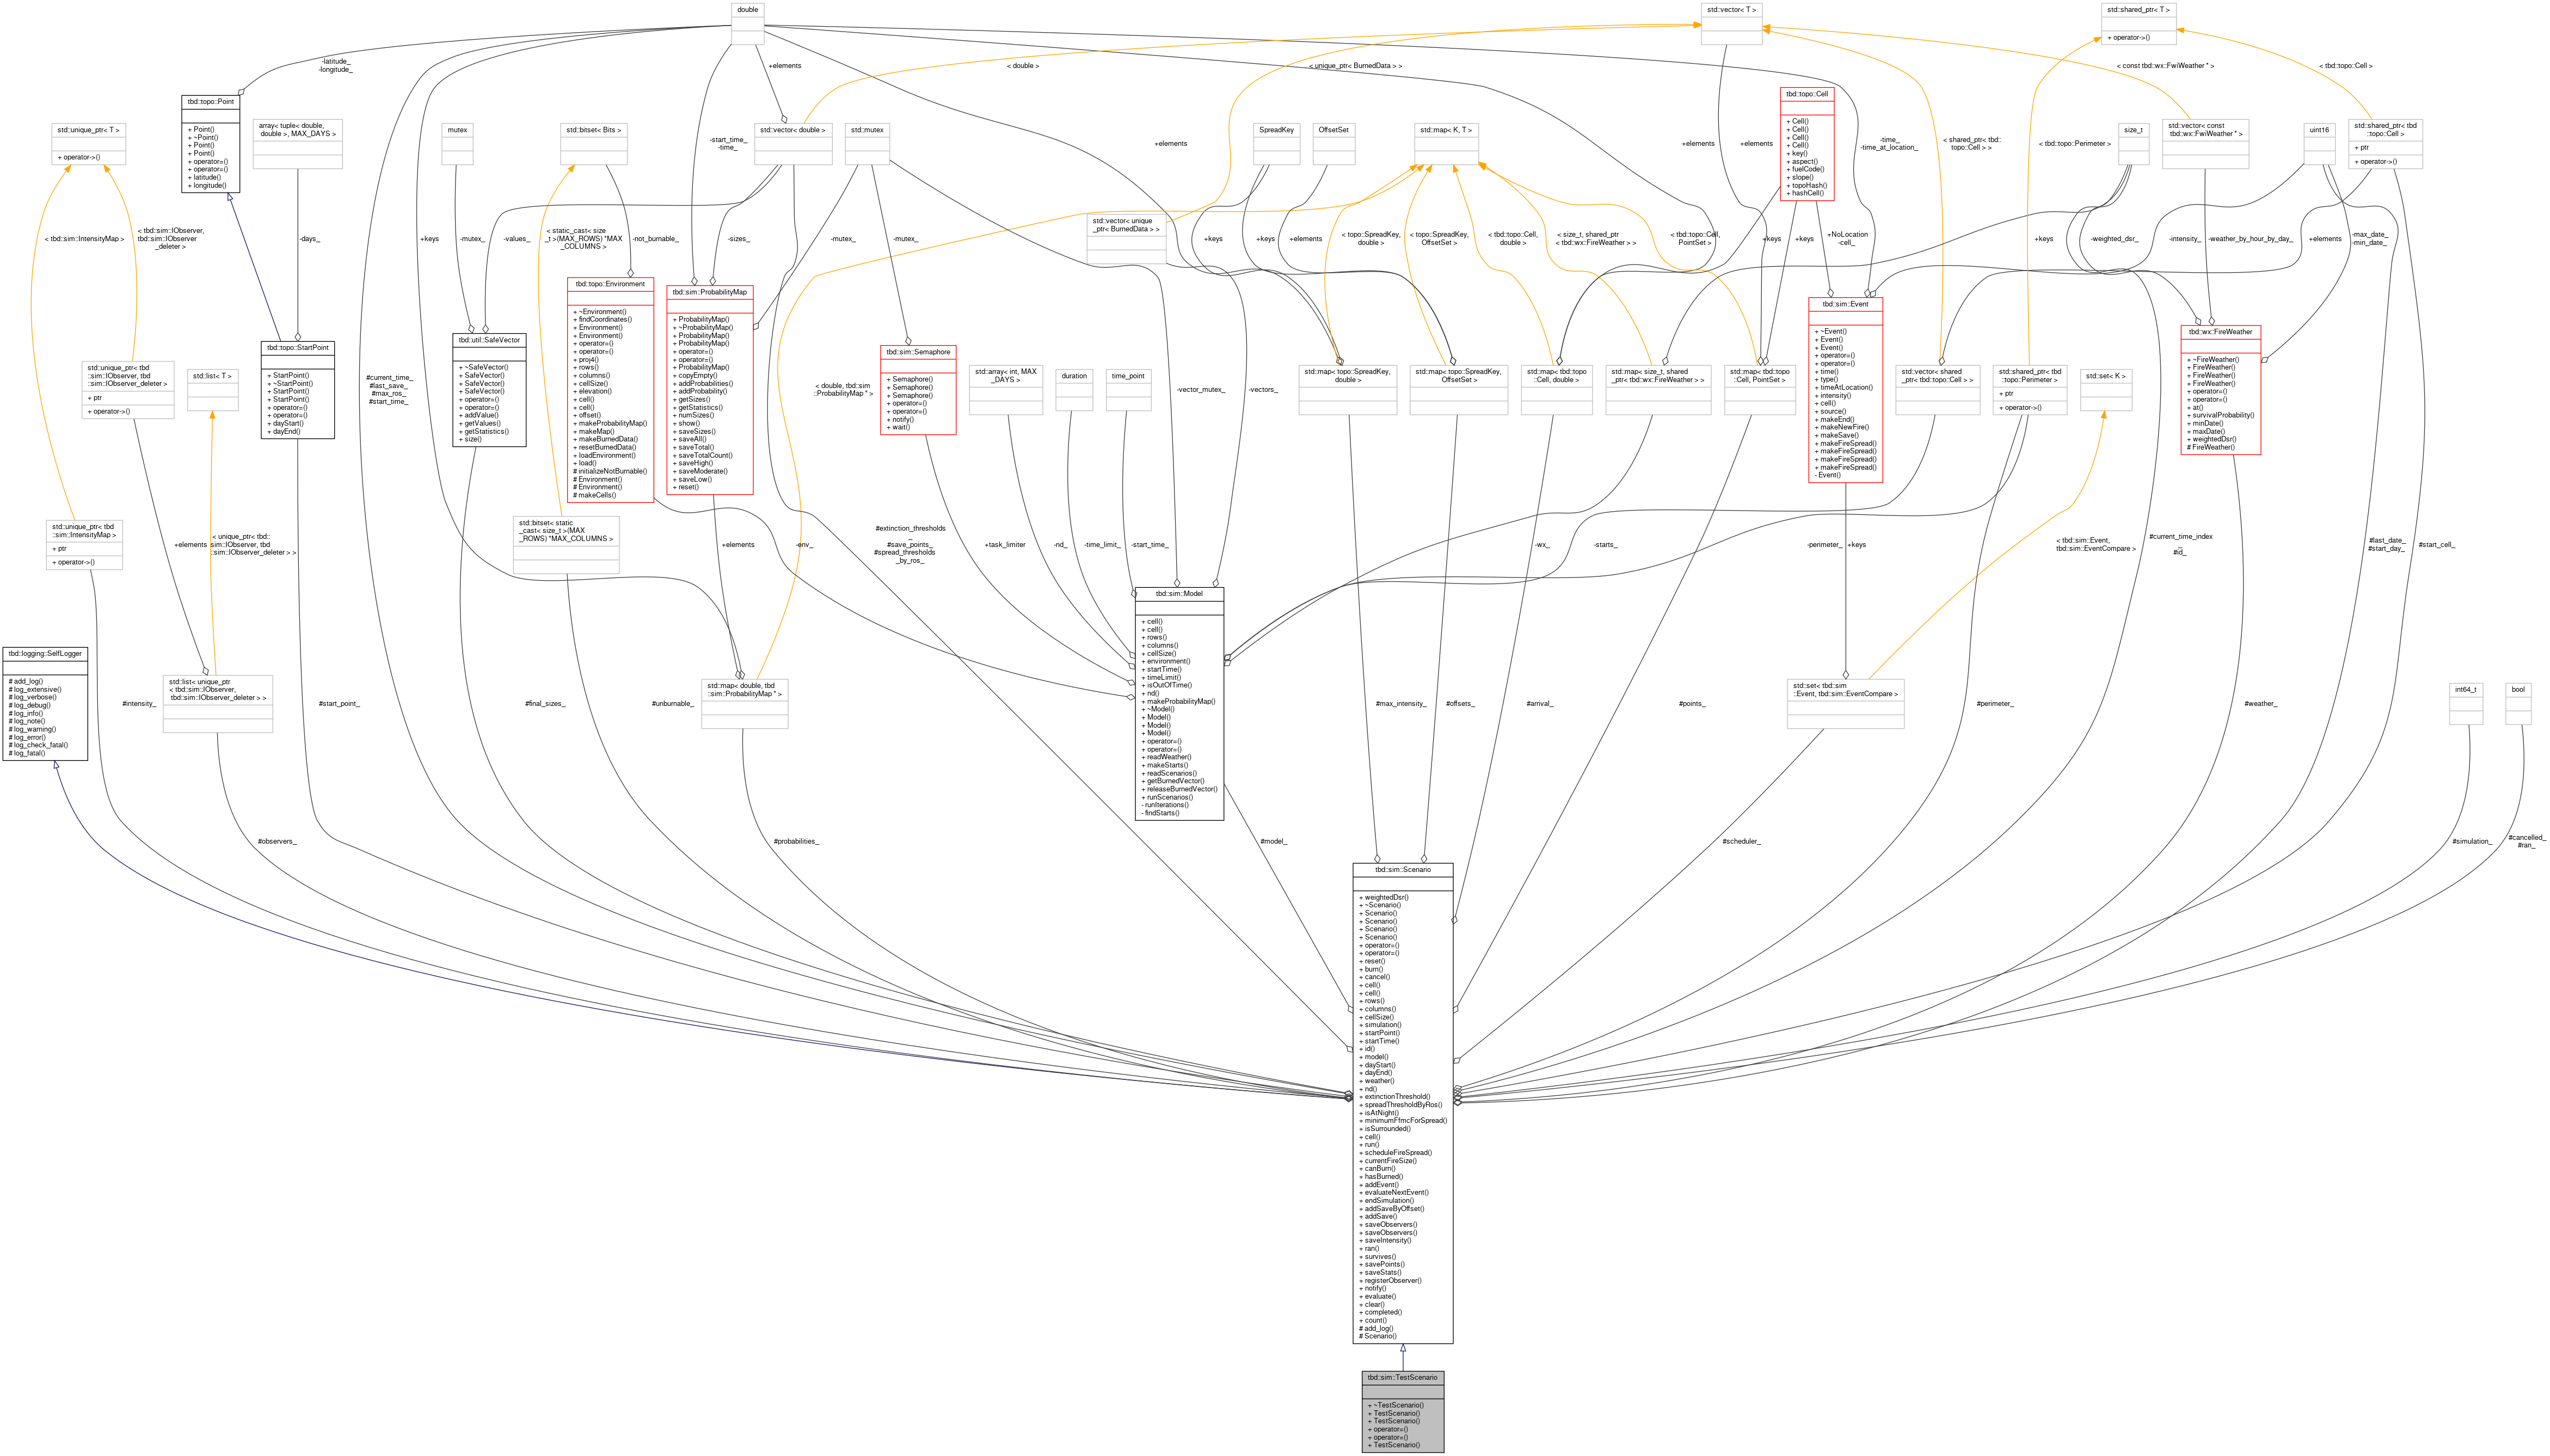 double
std::vector< T >
std::shared_ptr< T >
+ operator->()
-latitude_
-longitude_
+elements
< double >
< unique_ptr< BurnedData > >
< const tbd::wx::FwiWeather * >
< tbd::topo::Cell >
tbd::topo::Point
+ Point()
+ ~Point()
+ Point()
+ Point()
+ operator=()
+ operator=()
+ latitude()
+ longitude()
std::unique_ptr< T >
+ operator->()
array< tuple< double,
double >, MAX_DAYS >
mutex
std::bitset< Bits >
-start_time_
-time_
std::vector< double >
std::mutex
+elements
SpreadKey
OffsetSet
std::map< K, T >
+elements
+elements
tbd::topo::Cell
+ Cell()
+ Cell()
+ Cell()
+ Cell()
+ key()
+ aspect()
+ fuelCode()
+ slope()
+ topoHash()
+ hashCell()
-time_
-time_at_location_
< shared_ptr< tbd::
topo::Cell > >
< tbd::topo::Perimeter >
size_t
std::vector< const
tbd::wx::FwiWeather * >
uint16
std::shared_ptr< tbd
::topo::Cell >
+ ptr
+ operator->()
< tbd::sim::IntensityMap >
< tbd::sim::IObserver,
tbd::sim::IObserver
_deleter >
-days_
+keys
-mutex_
-values_
< static_cast< size
_t >(MAX_ROWS) *MAX
_COLUMNS >
-not_burnable_
-sizes_
-mutex_
-mutex_
std::vector< unique
_ptr< BurnedData > >
+keys
+keys
+elements
< topo::SpreadKey,
double >
< topo::SpreadKey,
OffsetSet >
< tbd::topo::Cell,
double >
< size_t, shared_ptr
< tbd::wx::FireWeather > >
< tbd::topo::Cell,
PointSet >
+keys
+keys
+NoLocation
-cell_
+keys
-weighted_dsr_
-intensity_
-weather_by_hour_by_day_
+elements
-max_date_
-min_date_
tbd::topo::Environment
+ ~Environment()
+ findCoordinates()
+ Environment()
+ Environment()
+ operator=()
+ operator=()
+ proj4()
+ rows()
+ columns()
+ cellSize()
+ elevation()
+ cell()
+ cell()
+ offset()
+ makeProbabilityMap()
+ makeMap()
+ makeBurnedData()
+ resetBurnedData()
+ loadEnvironment()
+ load()
# initializeNotBurnable()
# Environment()
# Environment()
# makeCells()
tbd::sim::ProbabilityMap
+ ProbabilityMap()
+ ~ProbabilityMap()
+ ProbabilityMap()
+ ProbabilityMap()
+ operator=()
+ operator=()
+ ProbabilityMap()
+ copyEmpty()
+ addProbabilities()
+ addProbability()
+ getSizes()
+ getStatistics()
+ numSizes()
+ show()
+ saveSizes()
+ saveAll()
+ saveTotal()
+ saveTotalCount()
+ saveHigh()
+ saveModerate()
+ saveLow()
+ reset()
tbd::sim::Event
+ ~Event()
+ Event()
+ Event()
+ operator=()
+ operator=()
+ time()
+ type()
+ timeAtLocation()
+ intensity()
+ cell()
+ source()
+ makeEnd()
+ makeNewFire()
+ makeSave()
+ makeFireSpread()
+ makeFireSpread()
+ makeFireSpread()
+ makeFireSpread()
- Event()
tbd::wx::FireWeather
+ ~FireWeather()
+ FireWeather()
+ FireWeather()
+ FireWeather()
+ operator=()
+ operator=()
+ at()
+ survivalProbability()
+ minDate()
+ maxDate()
+ weightedDsr()
# FireWeather()
tbd::util::SafeVector
+ ~SafeVector()
+ SafeVector()
+ SafeVector()
+ SafeVector()
+ operator=()
+ operator=()
+ addValue()
+ getValues()
+ getStatistics()
+ size()
tbd::topo::StartPoint
+ StartPoint()
+ ~StartPoint()
+ StartPoint()
+ StartPoint()
+ operator=()
+ operator=()
+ dayStart()
+ dayEnd()
tbd::sim::Semaphore
+ Semaphore()
+ Semaphore()
+ Semaphore()
+ operator=()
+ operator=()
+ notify()
+ wait()
std::unique_ptr< tbd
::sim::IObserver, tbd
::sim::IObserver_deleter >
+ ptr
+ operator->()
std::list< T >
#current_time_
#last_save_
#max_ros_
#start_time_
< double, tbd::sim
::ProbabilityMap * >
std::array< int, MAX
_DAYS >
duration
time_point
-vector_mutex_
-vectors_
std::map< topo::SpreadKey,
double >
std::map< topo::SpreadKey,
OffsetSet >
std::map< tbd::topo
::Cell, double >
std::map< size_t, shared
_ptr< tbd::wx::FireWeather > >
std::map< tbd::topo
::Cell, PointSet >
std::vector< shared
_ptr< tbd::topo::Cell > >
std::shared_ptr< tbd
::topo::Perimeter >
+ ptr
+ operator->()
std::set< K >
std::unique_ptr< tbd
::sim::IntensityMap >
+ ptr
+ operator->()
+elements
< unique_ptr< tbd::
sim::IObserver, tbd
::sim::IObserver_deleter > >
std::bitset< static
_cast< size_t >(MAX
_ROWS) *MAX_COLUMNS >
+elements
-env_
#extinction_thresholds
_
#save_points_
#spread_thresholds
_by_ros_
+task_limiter
-nd_
-time_limit_
-start_time_
-wx_
-starts_
-perimeter_
+keys
< tbd::sim::Event,
tbd::sim::EventCompare >
#current_time_index
_
#id_
#last_date_
#start_day_
#start_cell_
tbd::sim::Model
+ cell()
+ cell()
+ rows()
+ columns()
+ cellSize()
+ environment()
+ startTime()
+ timeLimit()
+ isOutOfTime()
+ nd()
+ makeProbabilityMap()
+ ~Model()
+ Model()
+ Model()
+ Model()
+ operator=()
+ operator=()
+ readWeather()
+ makeStarts()
+ readScenarios()
+ getBurnedVector()
+ releaseBurnedVector()
+ runScenarios()
- runIterations()
- findStarts()
tbd::logging::SelfLogger
# add_log()
# log_extensive()
# log_verbose()
# log_debug()
# log_info()
# log_note()
# log_warning()
# log_error()
# log_check_fatal()
# log_fatal()
std::list< unique_ptr
< tbd::sim::IObserver,
tbd::sim::IObserver_deleter > >
std::map< double, tbd
::sim::ProbabilityMap * >
std::set< tbd::sim
::Event, tbd::sim::EventCompare >
int64_t
bool
#intensity_
#start_point_
#final_sizes_
#unburnable_
#max_intensity_
#offsets_
#arrival_
#points_
#perimeter_
#weather_
#observers_
#probabilities_
#model_
#scheduler_
#simulation_
#cancelled_
#ran_
tbd::sim::Scenario
+ weightedDsr()
+ ~Scenario()
+ Scenario()
+ Scenario()
+ Scenario()
+ Scenario()
+ operator=()
+ operator=()
+ reset()
+ burn()
+ cancel()
+ cell()
+ cell()
+ rows()
+ columns()
+ cellSize()
+ simulation()
+ startPoint()
+ startTime()
+ id()
+ model()
+ dayStart()
+ dayEnd()
+ weather()
+ nd()
+ extinctionThreshold()
+ spreadThresholdByRos()
+ isAtNight()
+ minimumFfmcForSpread()
+ isSurrounded()
+ cell()
+ run()
+ scheduleFireSpread()
+ currentFireSize()
+ canBurn()
+ hasBurned()
+ addEvent()
+ evaluateNextEvent()
+ endSimulation()
+ addSaveByOffset()
+ addSave()
+ saveObservers()
+ saveObservers()
+ saveIntensity()
+ ran()
+ survives()
+ savePoints()
+ saveStats()
+ registerObserver()
+ notify()
+ evaluate()
+ clear()
+ completed()
+ count()
# add_log()
# Scenario()
tbd::sim::TestScenario
+ ~TestScenario()
+ TestScenario()
+ TestScenario()
+ operator=()
+ operator=()
+ TestScenario()